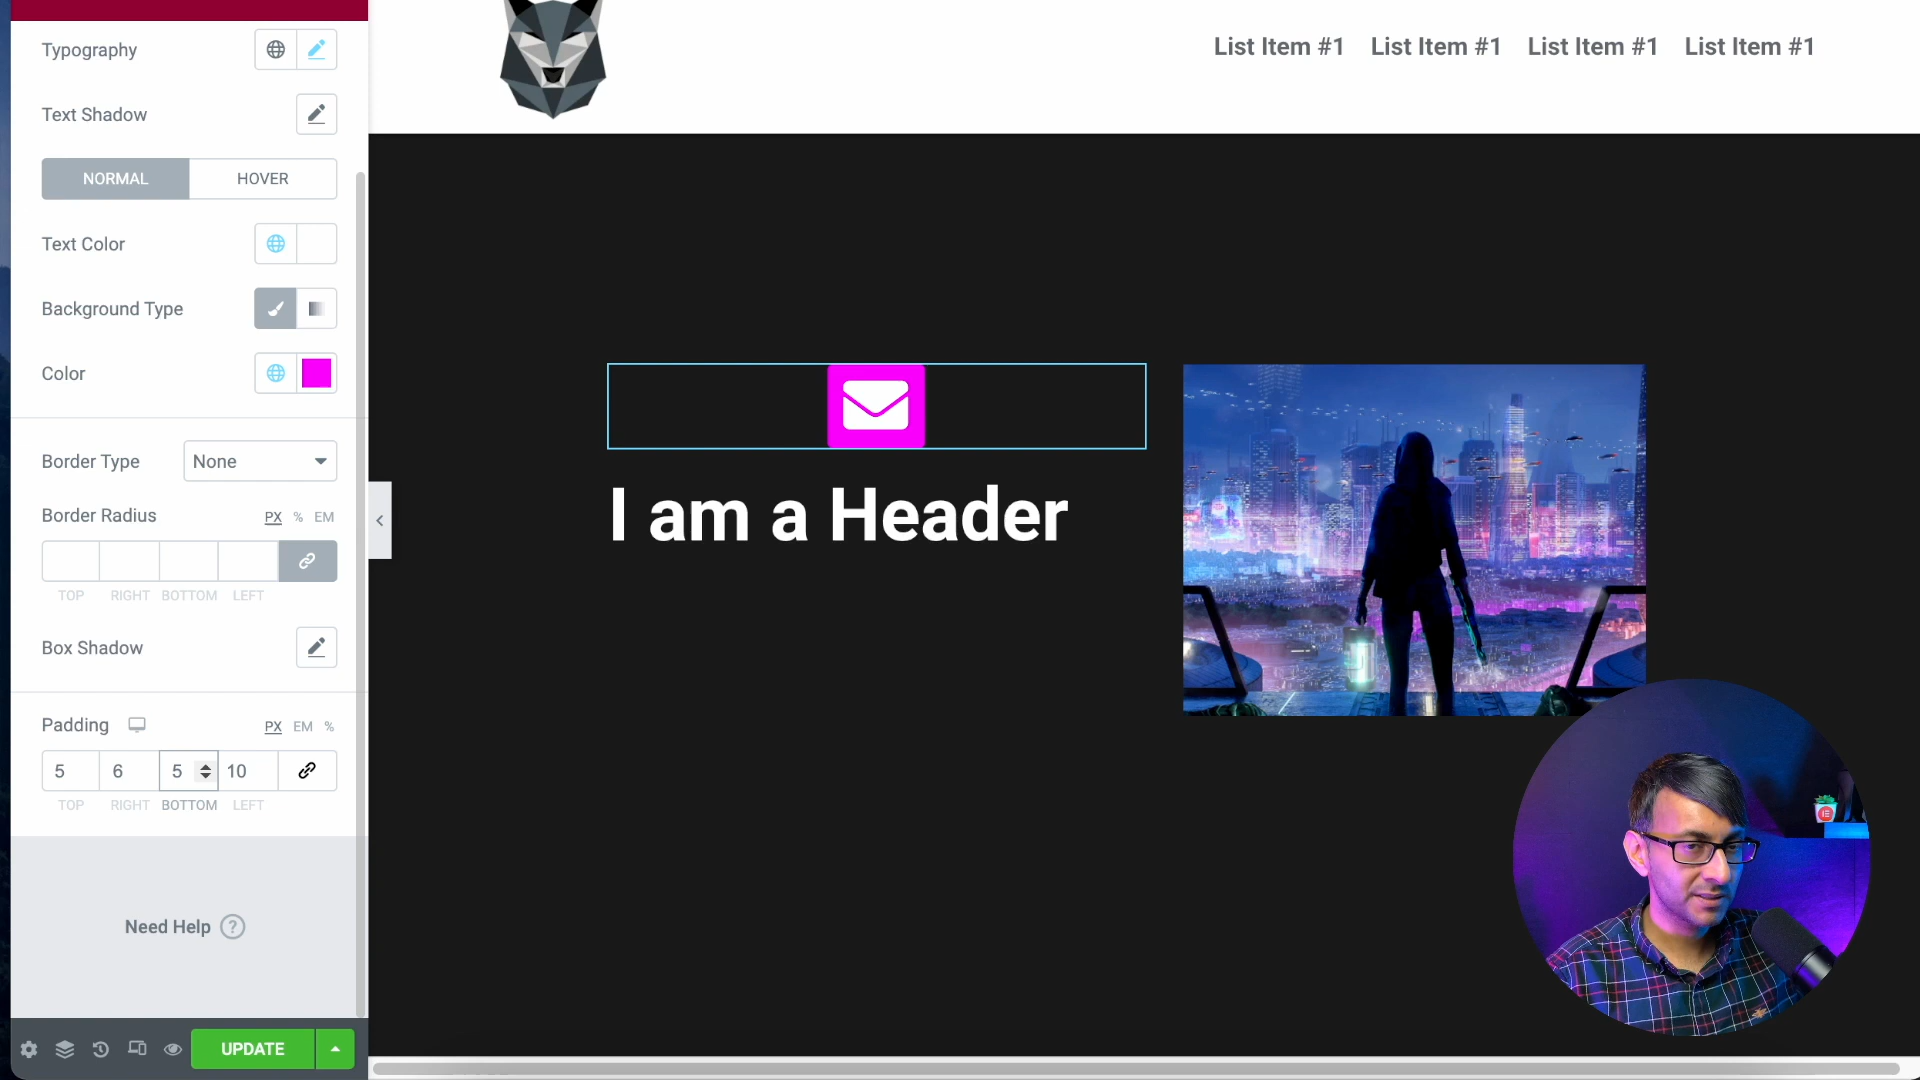 Typography
Text Shadow
NORMAL HOVER
Text Color
Background Type
Color
Border Type None
Border Radius PX % EM
TOP RIGHT BOTTOM LEFT
Box Shadow
Padding PX EM %
5 6 5 10
TOP RIGHT BOTTOM LEFT
Need Help ?
UPDATE
List Item #1 List Item #1 List Item #1 List Item #1
I am a Header